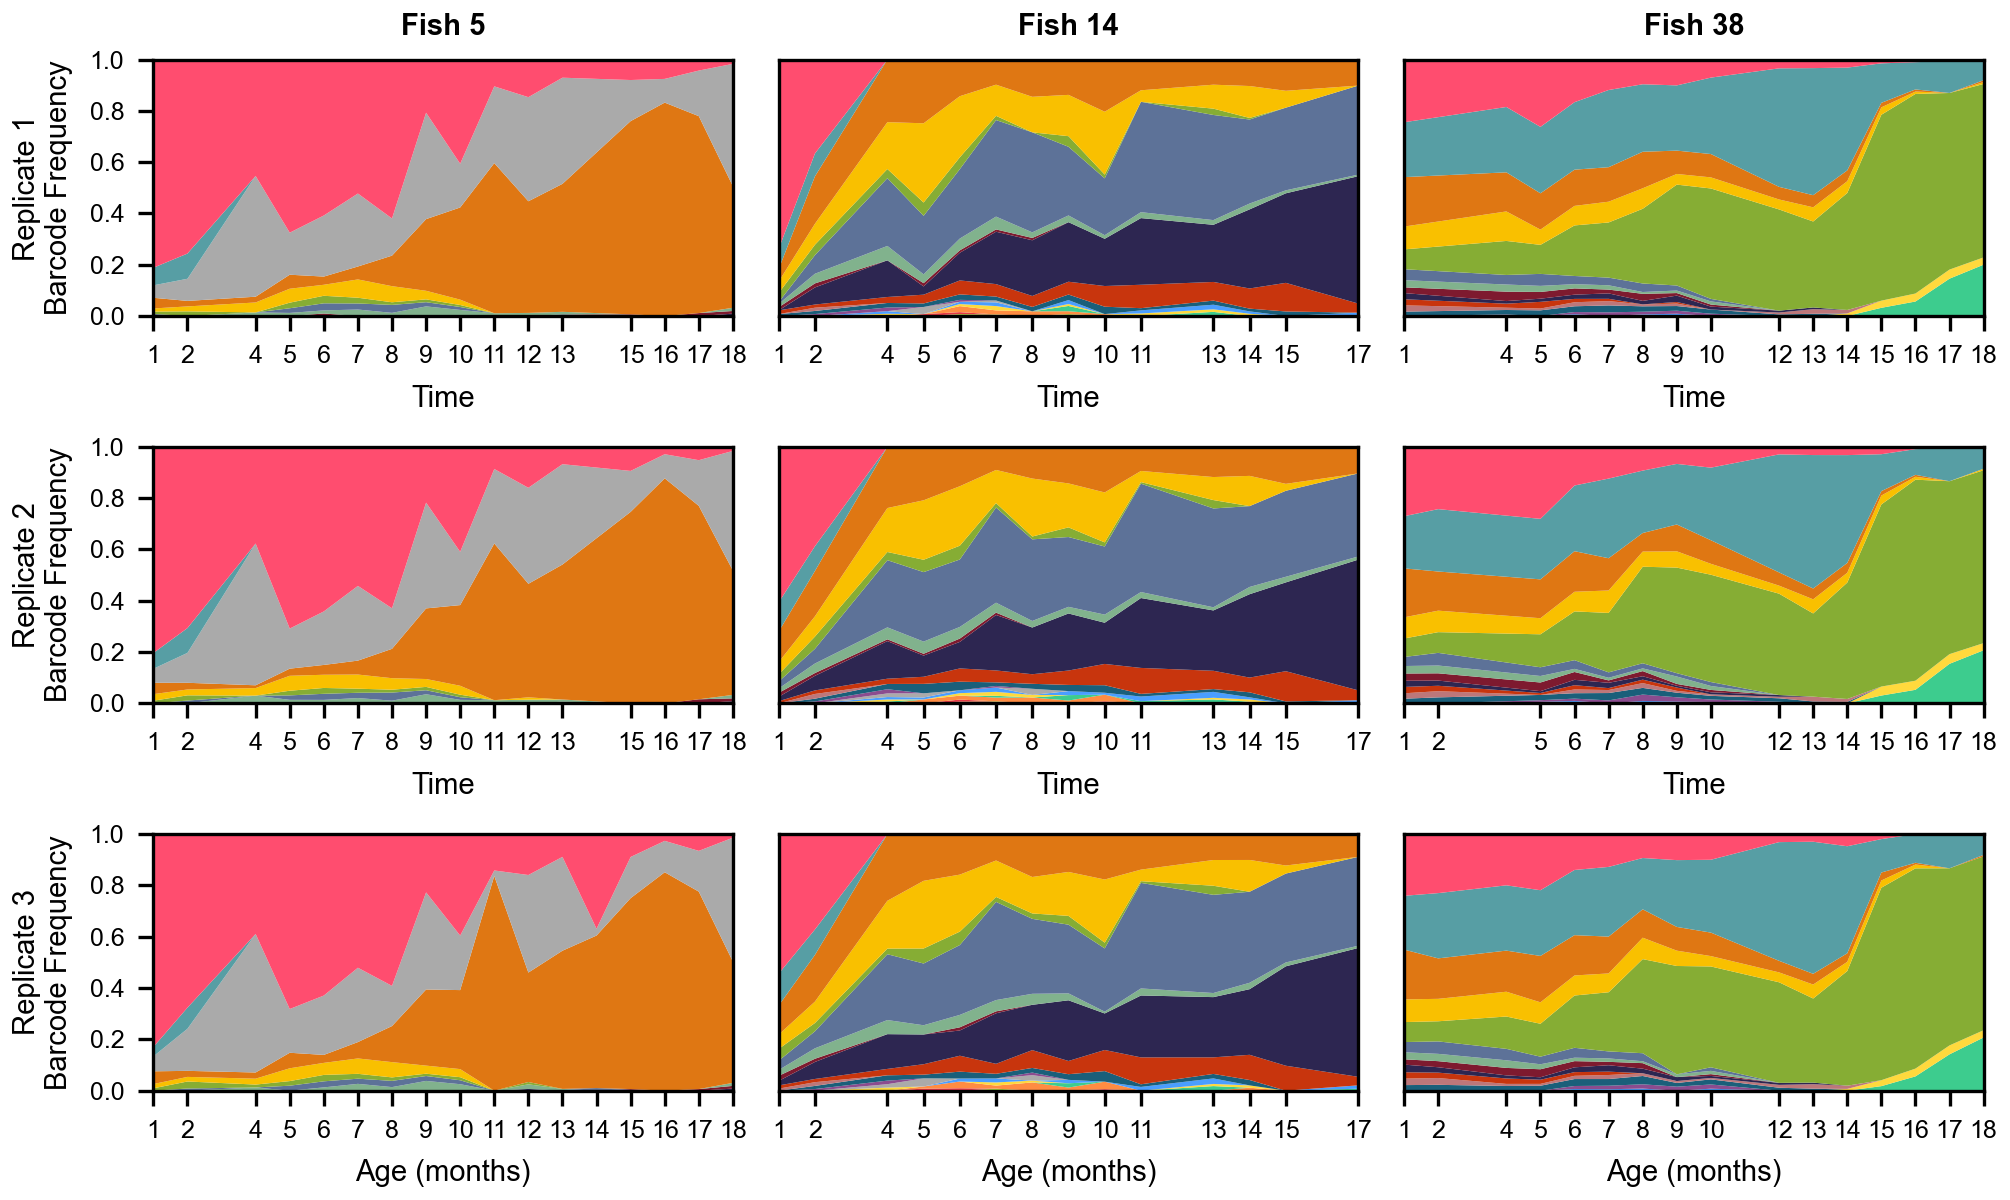 Fish 5 Fish 14 Fish 38
Replicate 1
Barcode Frequency
1.0
0.8
0.6
0.4
0.2
0.0
1 2 4 5 6 7 8 9 10 11 12 13 15 16 17 18
1 2 4 5 6 7 8 9 10 11 13 14 15 17
1 4 5 6 7 8 9 10 12 13 14 15 16 17 18
Time Time Time
Replicate 2
Barcode Frequency
1.0
0.8
0.6
0.4
0.2
0.0
1 2 4 5 6 7 8 9 10 11 12 13 15 16 17 18
1 2 4 5 6 7 8 9 10 11 13 14 15 17
1 2 5 6 7 8 9 10 12 13 14 15 16 17 18
Time Time Time
Replicate 3
Barcode Frequency
1.0
0.8
0.6
0.4
0.2
0.0
1 2 4 5 6 7 8 9 10 11 12 13 14 15 16 17 18
1 2 4 5 6 7 8 9 10 11 13 14 15 17
1 2 4 5 6 7 8 9 10 12 13 14 15 16 17 18
Age (months) Age (months) Age (months)